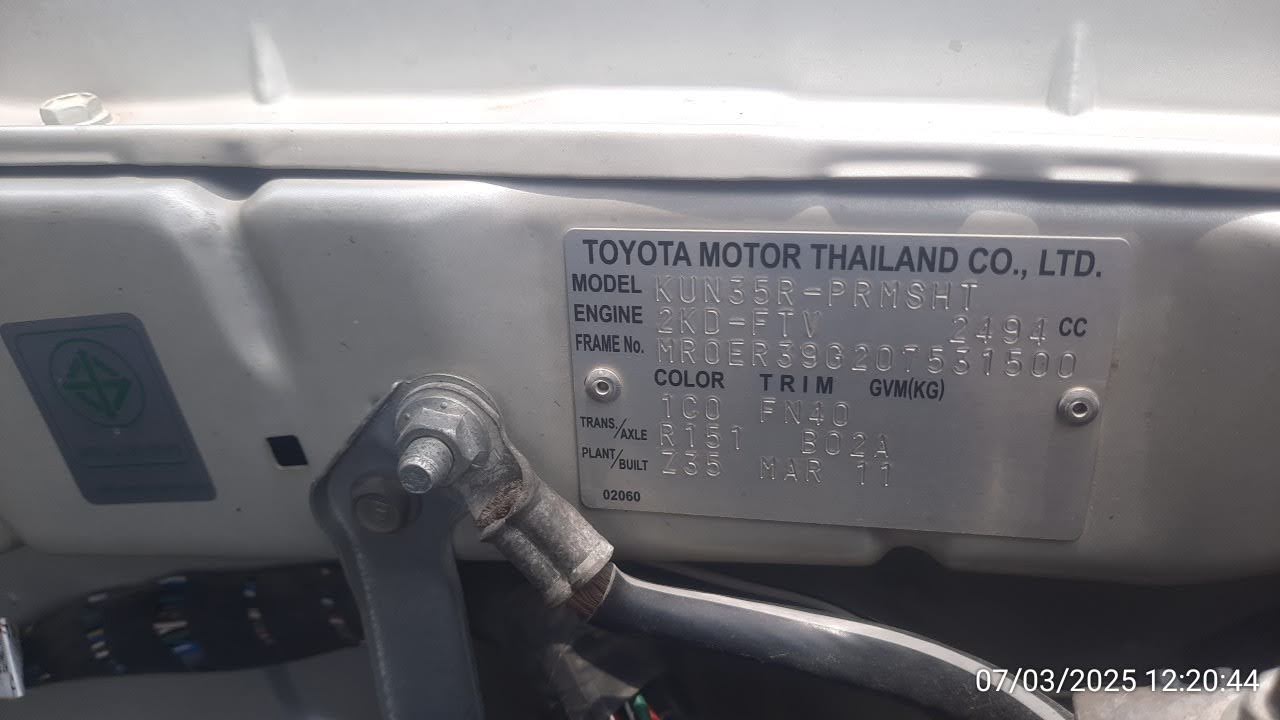 TOYOTA MOTOR THAILAND CO., LTD.
MODEL KUN35R-PRMSHT
ENGINE 2KD-FTV 2494 CC
FRAME No. MR0ER39G207531500
COLOR TRIM GVM(KG)
1C0 FN40
TRANS./AXLE R151 B02A
PLANT/BUILT Z35 MAR 11
02060
07/03/2025 12:20:44